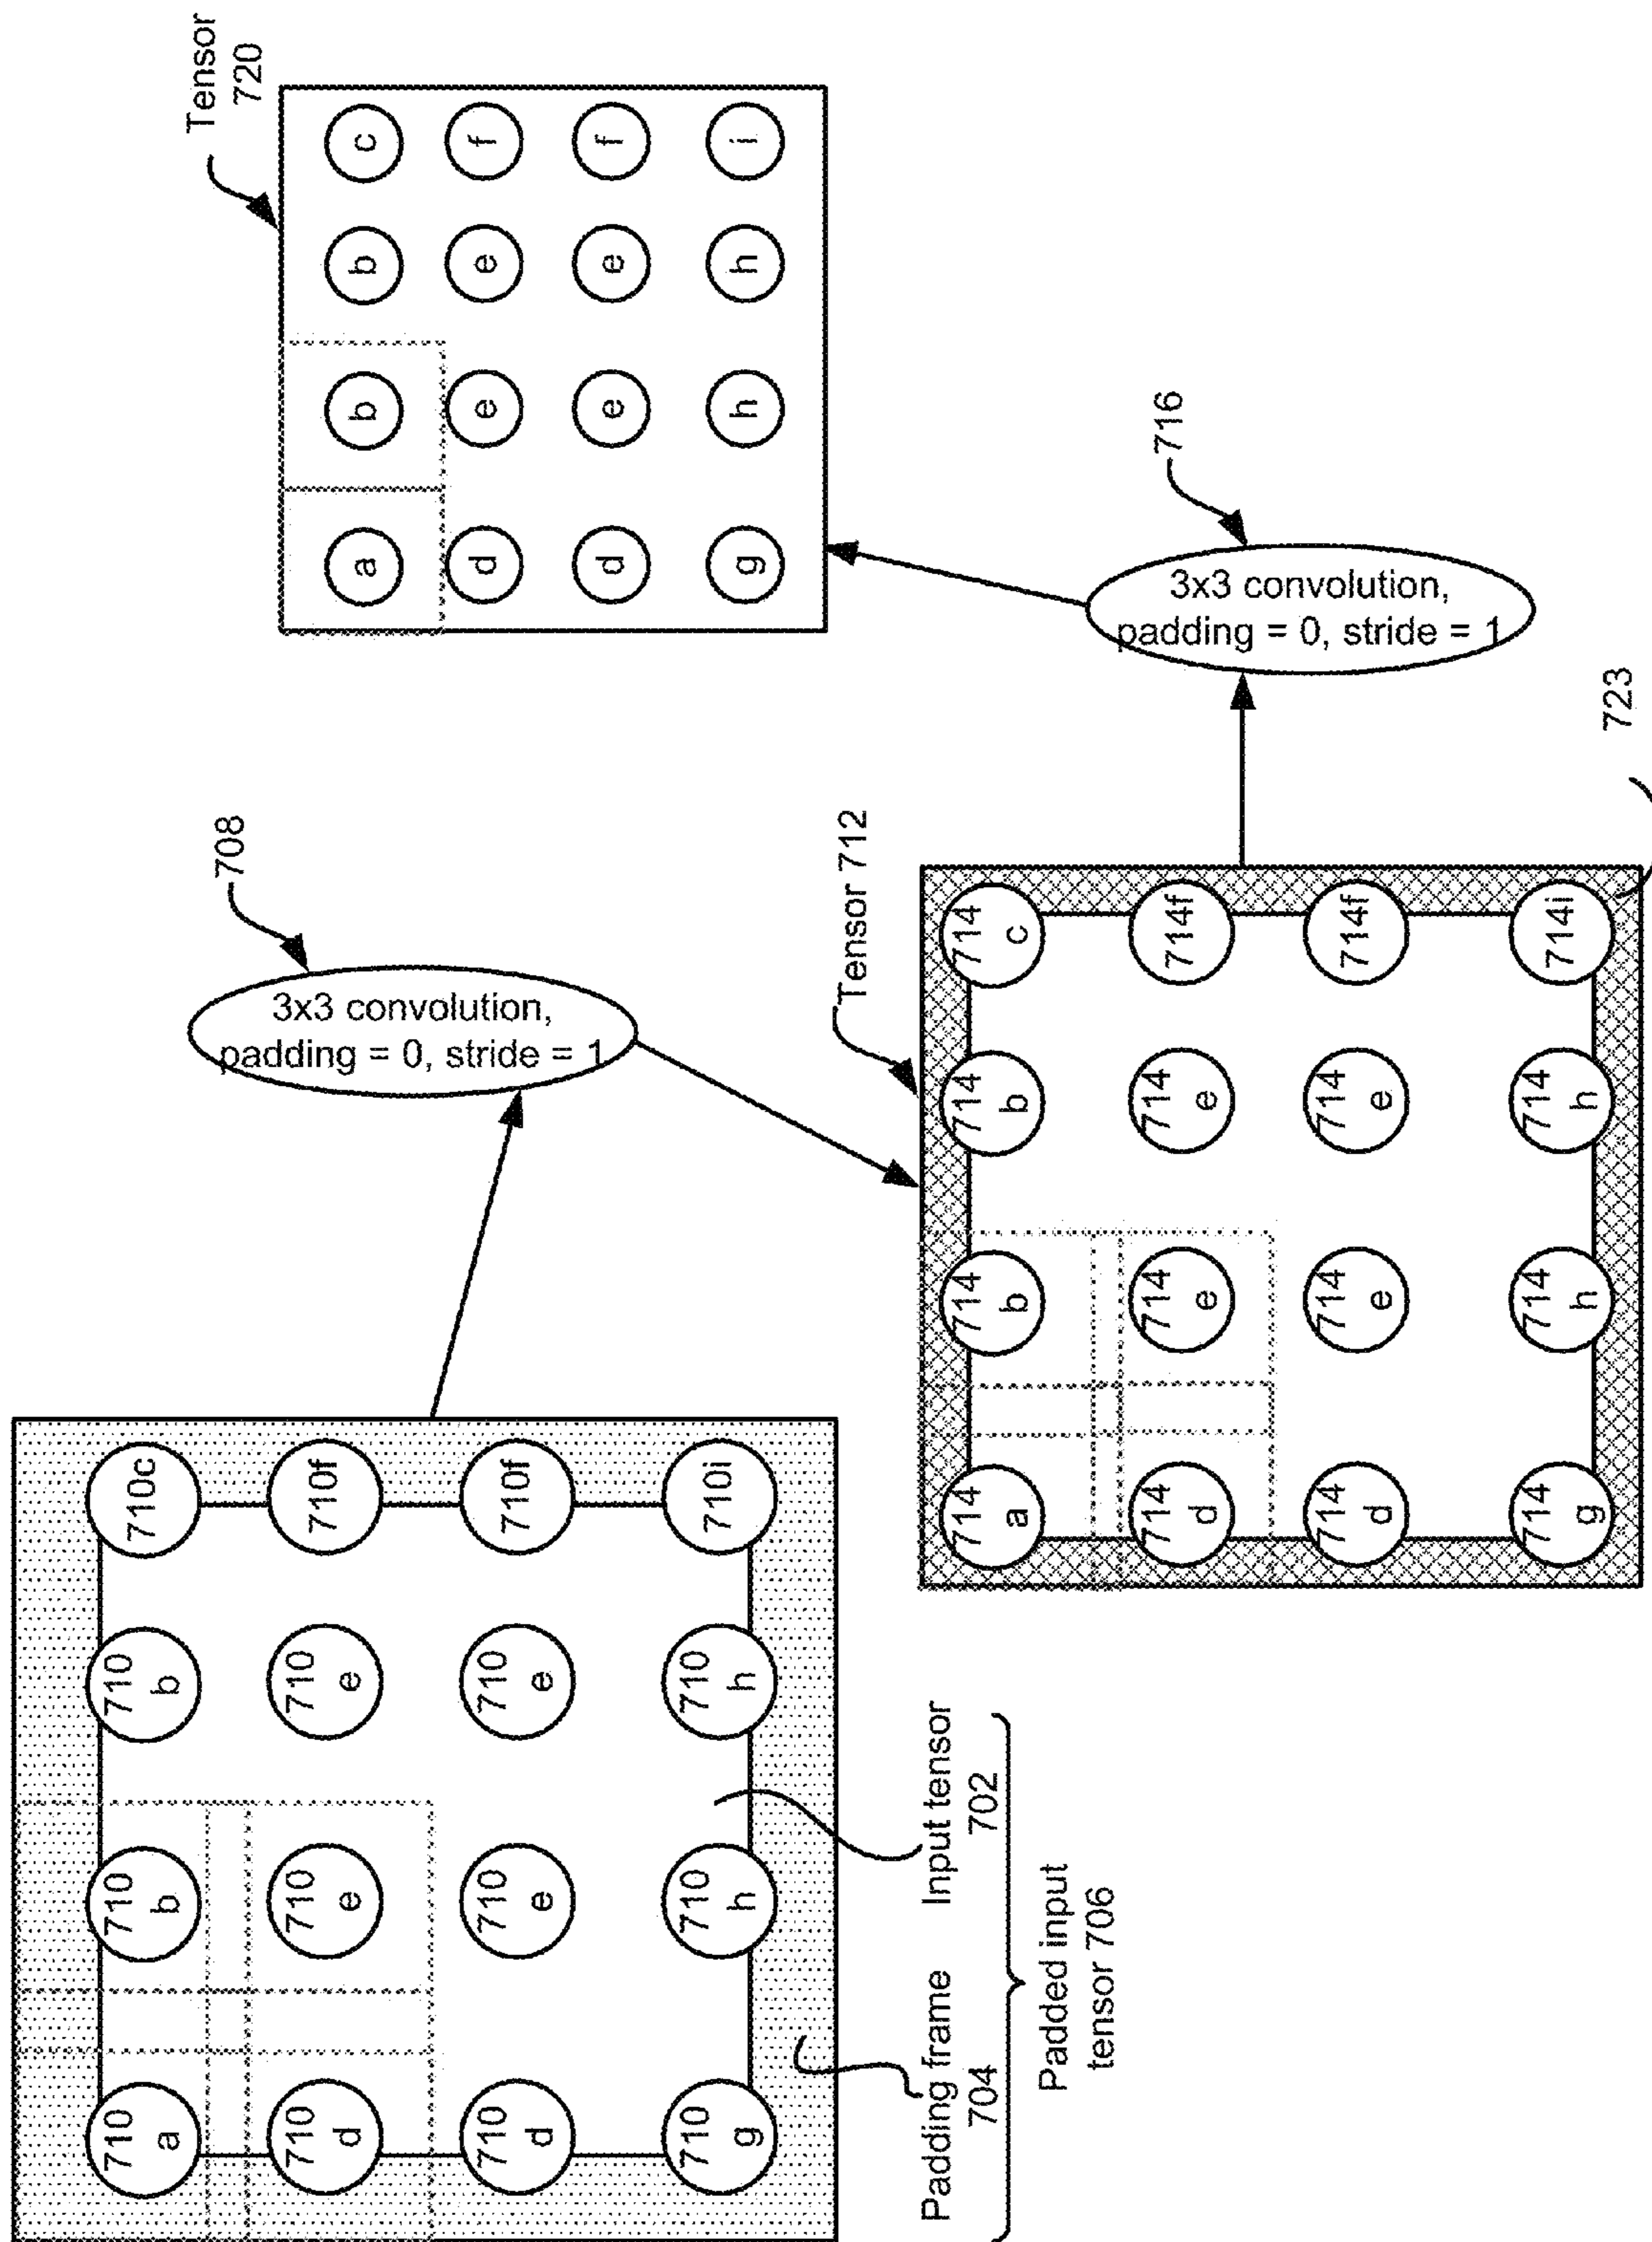 710
a
710
b
710
b
710c
710
d
710
e
710
e
710f
710
d
710
e
710
e
710f
710
g
710
h
710
h
710i
Padding frame
704
Input tensor
702
Padded input
tensor 706
708
3x3 convolution,
padding = 0, stride = 1
Tensor 712
714
a
714
b
714
b
714
c
714
d
714
e
714
e
714f
714
d
714
e
714
e
714f
714
g
714
h
714
h
714i
723
716
3x3 convolution,
padding = 0, stride = 1
Tensor
720
a b b c
d e e f
d e e f
g h h i